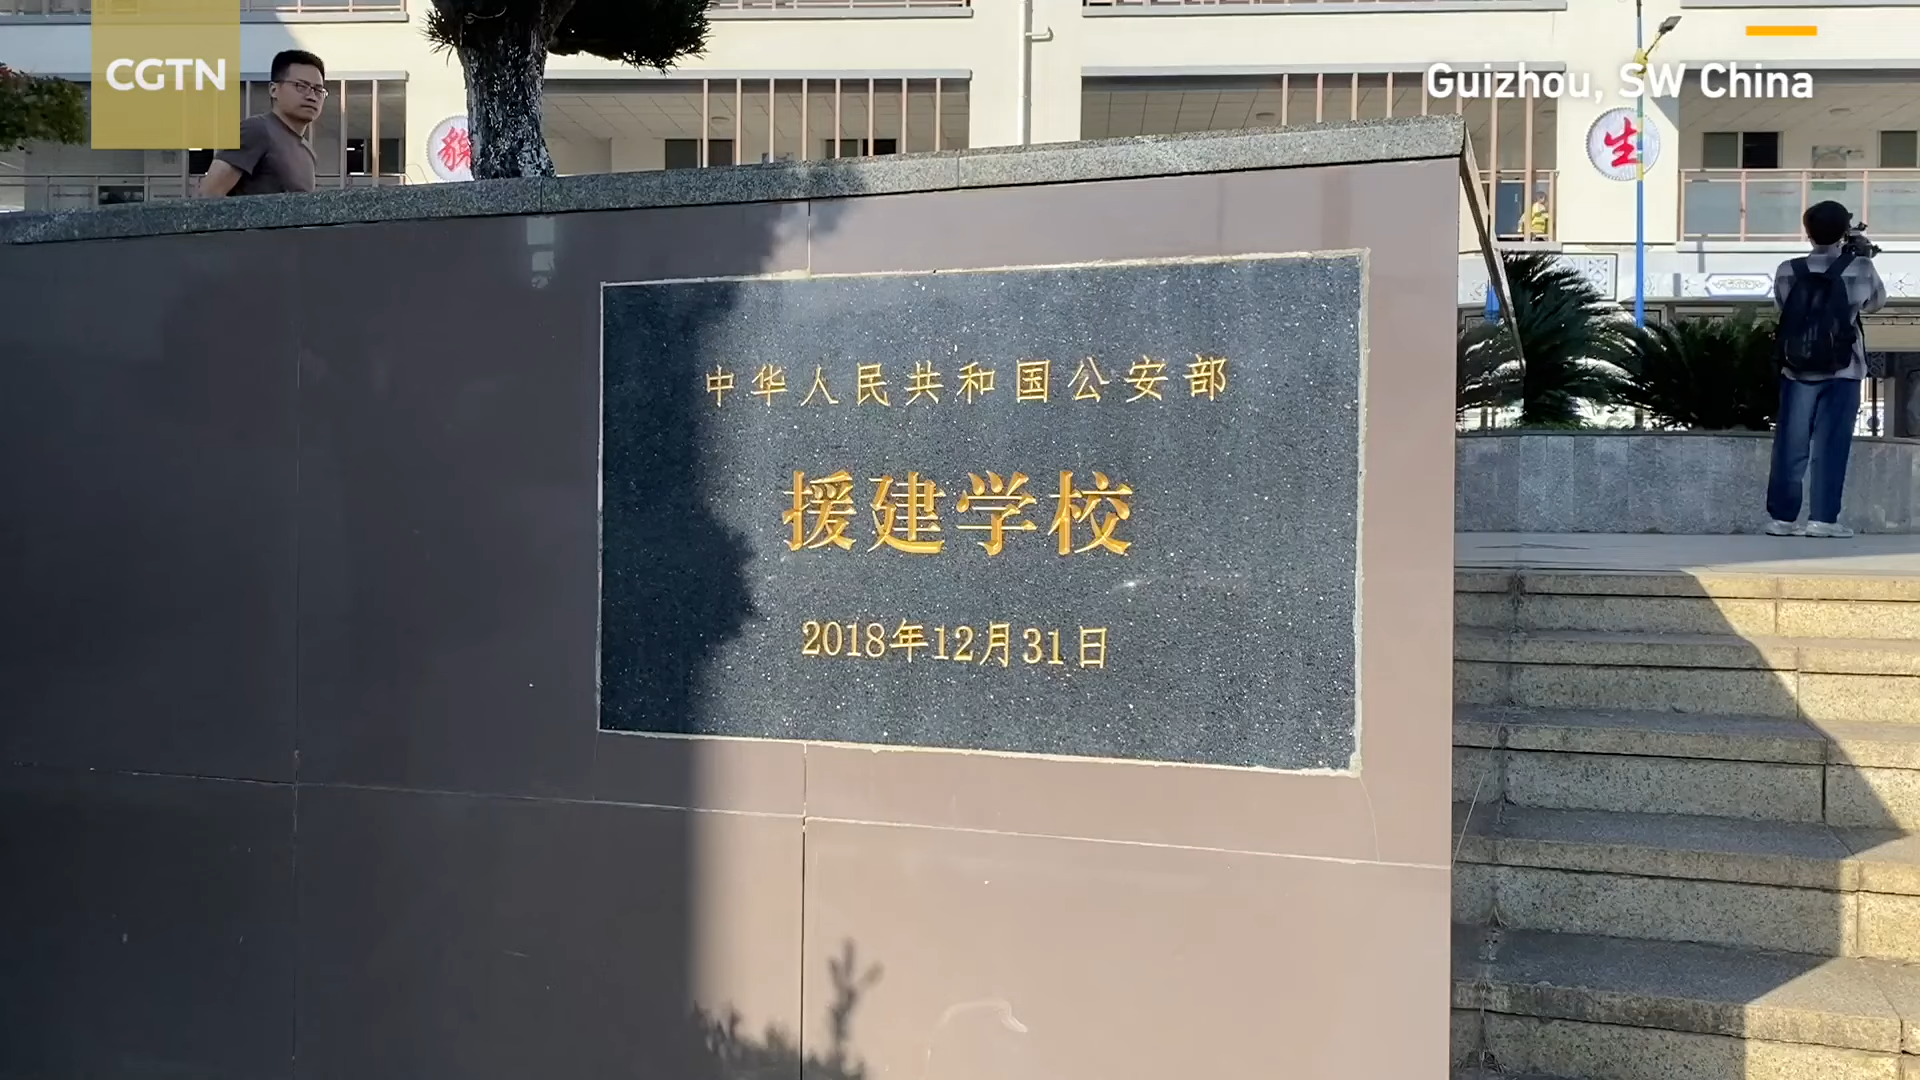 CGTN
Guizhou, SW China
生
中华人民共和国公安部
援建学校
2018年12月31日